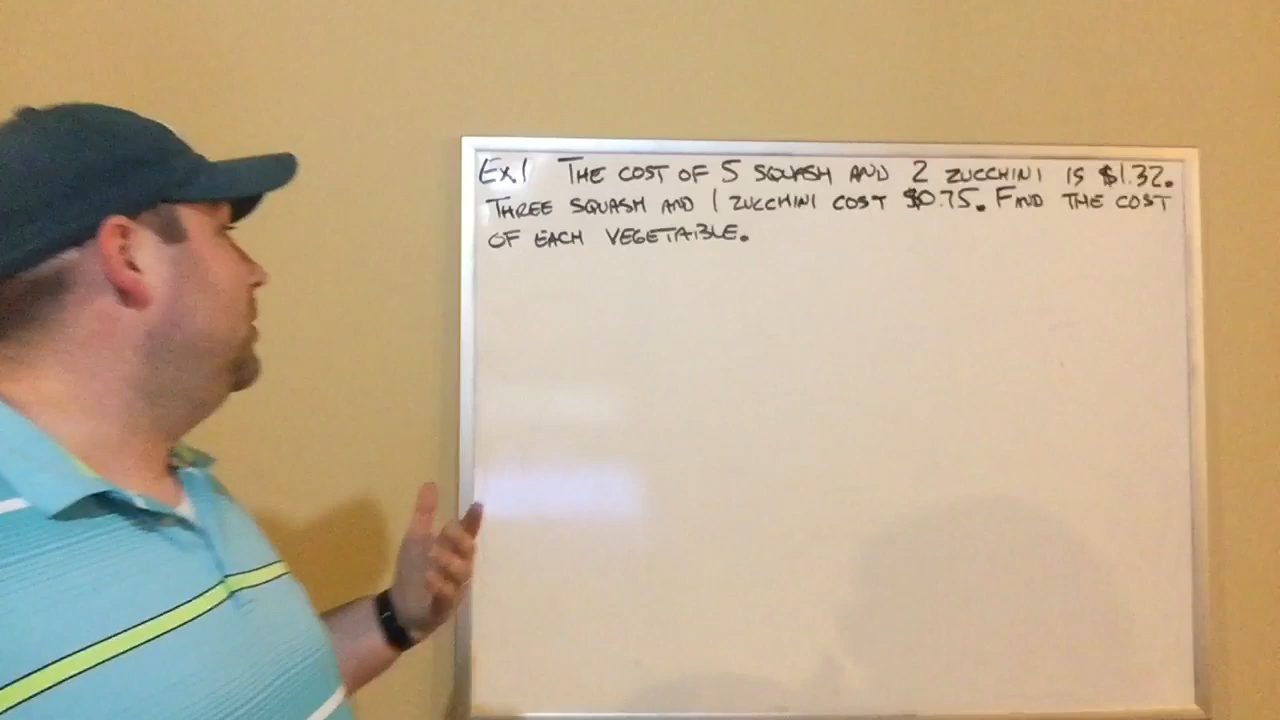 Ex 1 THE COST OF 5 SQUASH AND 2 ZUCCHINI IS $1.32.
THREE SQUASH AND 1 ZUCCHINI COST $0.75. FIND THE COST
OF EACH VEGETABLE.